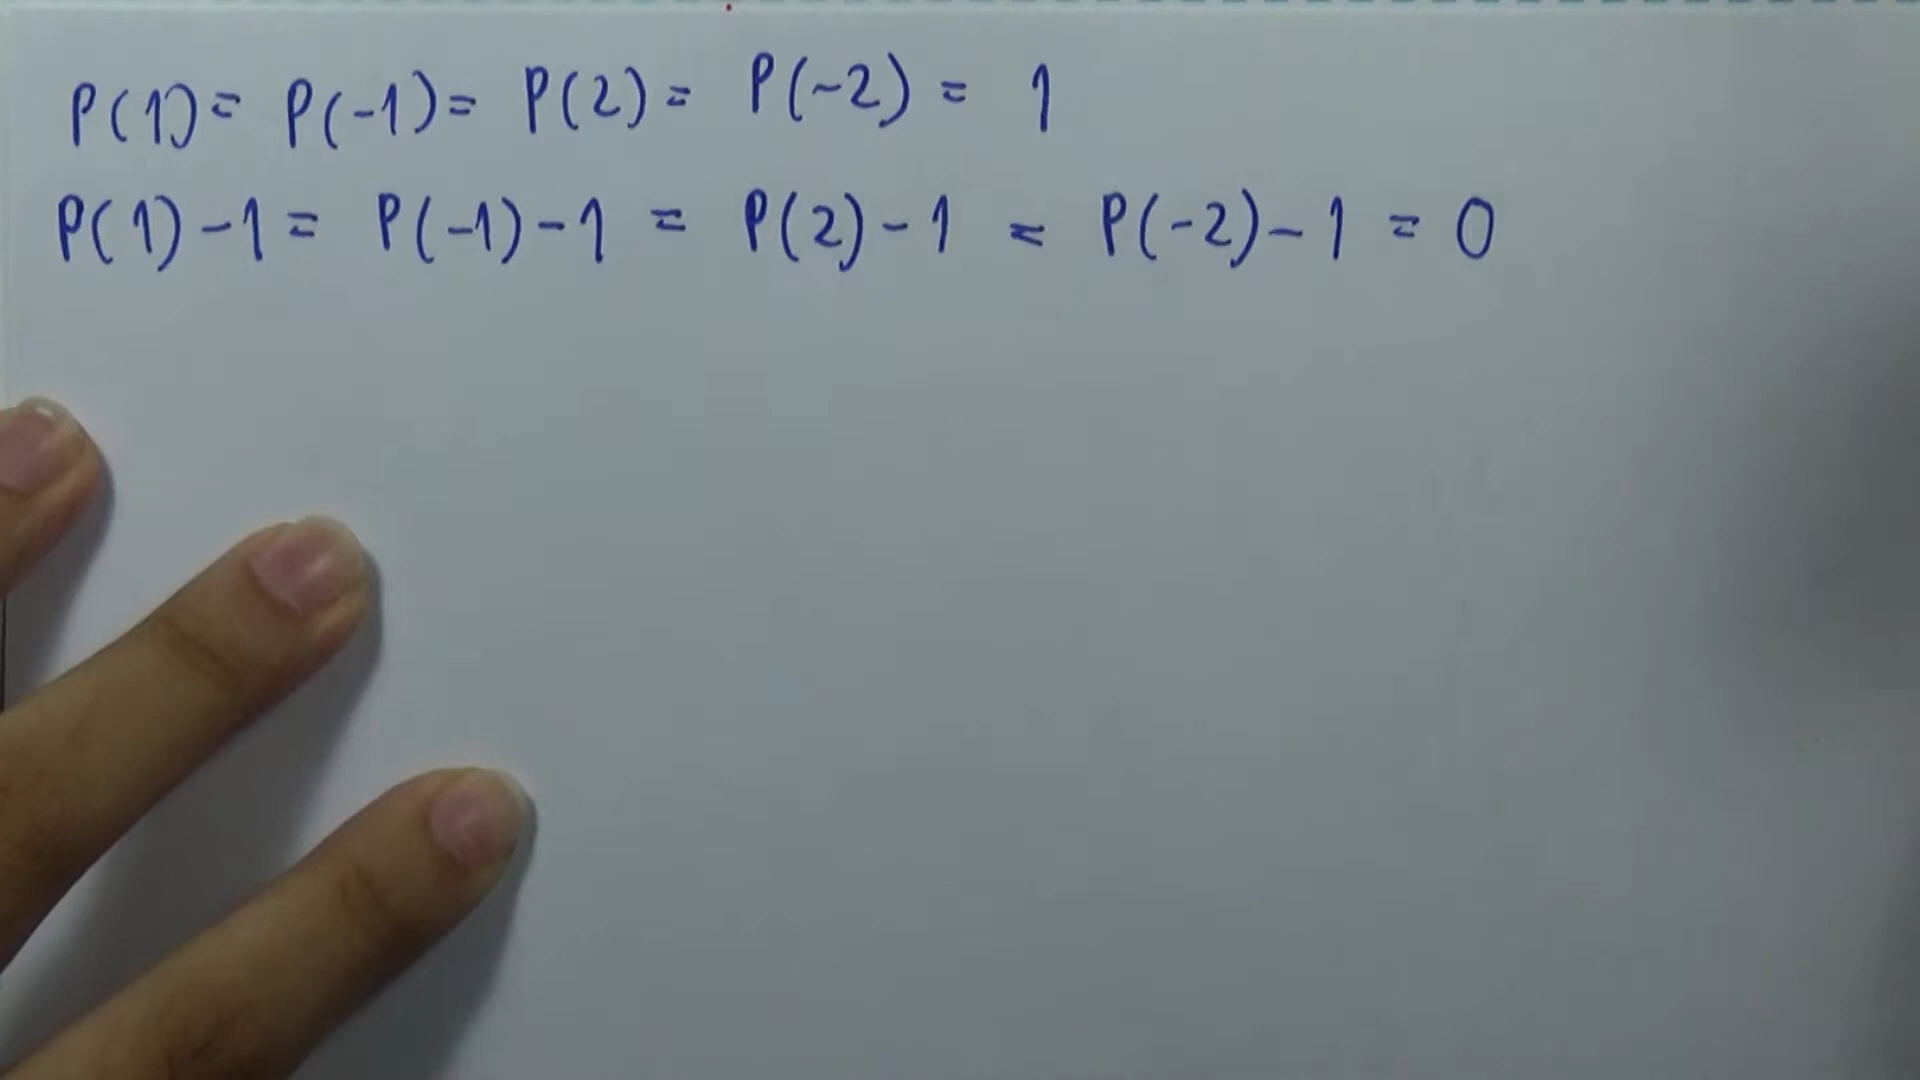 P(1) = P(-1) = P(2) = P(-2) = 1
P(1) - 1 = P(-1) - 1 = P(2) - 1 = P(-2) - 1 = 0